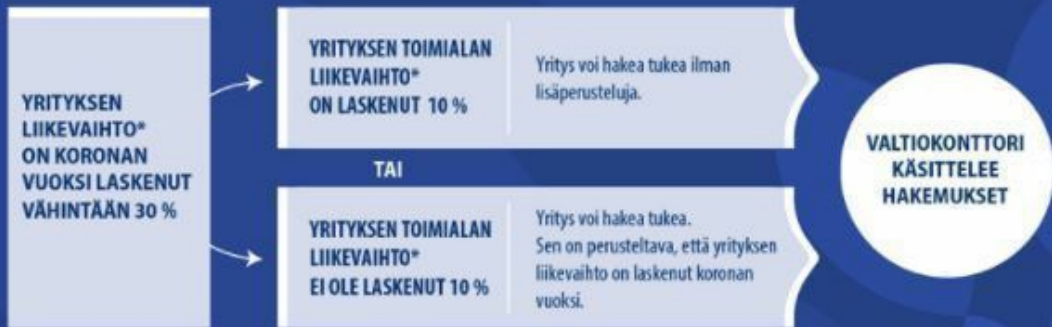 YRITYKSEN
LIIKEVAIHTO*
ON KORONAN
VUOKSI LASKENUT
VÄHINTÄÄN 30 %
YRITYKSEN TOIMIALAN
LIIKEVAIHTO*
ON LASKENUT 10 %
Yritys voi hakea tukea ilman
lisäperusteluja.
TAI
YRITYKSEN TOIMIALAN
LIIKEVAIHTO*
EI OLE LASKENUT 10 %
Yritys voi hakea tukea.
Sen on perusteltava, että yrityksen
liikevaihto on laskenut koronan
vuoksi.
VALTIOKONTTORI
KÄSITTELEE
HAKEMUKSET